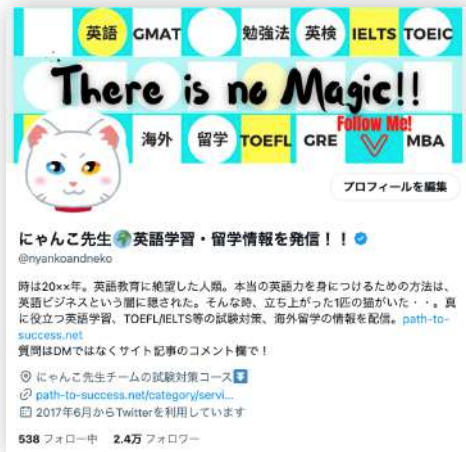 英語 GMAT 勉強法 英検 IELTS TOEIC
There is no Magic!!
Follow Me!
海外 留学 TOEFL GRE MBA
プロフィールを編集
にゃんこ先生🌍英語学習・留学情報を発信！！
@nyankoandneko
時は20××年。英語教育に絶望した人類。本当の英語力を身につけるための方法は、
英語ビジネスという闇に隠された。そんな時、立ち上がった1匹の猫がいた・・。真
に役立つ英語学習、TOEFL/IELTS等の試験対策、海外留学の情報を配信。path-to-
success.net
質問はDMではなくサイト記事のコメント欄で！
にゃんこ先生チームの試験対策コース⬇️
path-to-success.net/category/servi...
2017年6月からTwitterを利用しています
538 フォロー中 2.4万 フォロワー